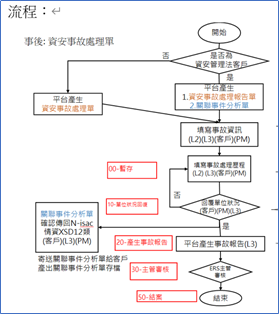 流程：
事後: 資安事故處理單
開始
否
是否為
資安管理法客戶
是
平台產生
資安事故處理單
平台產生
1.資安事故處理報告單
2.關聯事件分析單
填寫事故資訊
(L2)(L3)(客戶)(PM)
填寫事故處理歷程
(L2)(L3)(客戶)(PM)
00-暫存
否
回覆單位狀況
(客戶)(PM)(L3)
是
關聯事件分析單
確認傳回N-isac
情資XSD12類
(客戶)(L3)(PM)
20-產生事故報告
平台產生事故報告(L3)
寄送關聯事件分析單給客戶
產出關聯事件分析單存檔
30-主管審核
ERS主管
審核
50-結案
結束